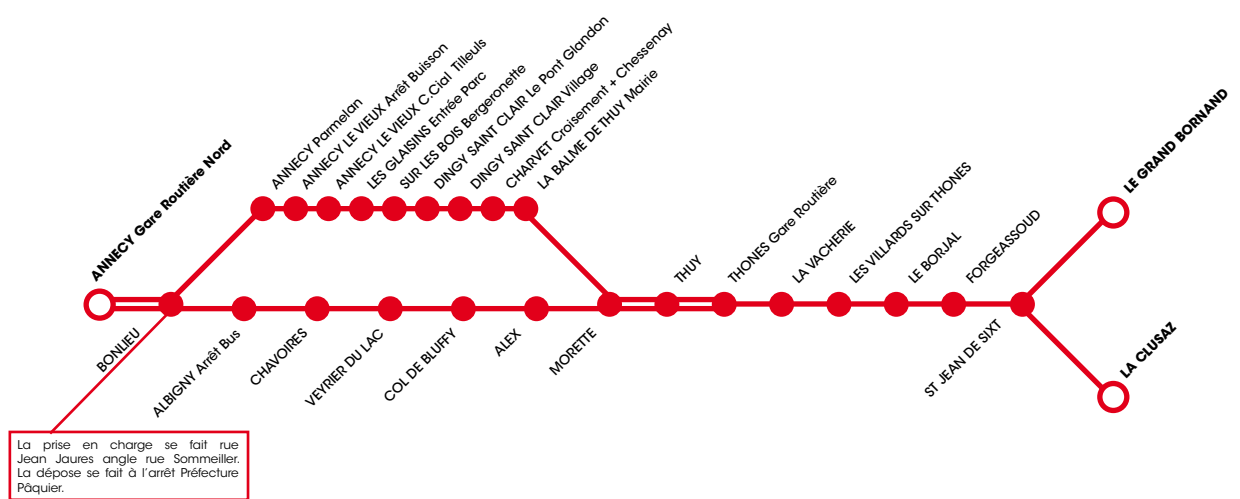 ANNECY Gare Routière Nord
BONLIEU
ANNECY Parmelan
ANNECY LE VIEUX Arrêt Buisson
ANNECY LE VIEUX C.Cial Tilleuls
LES GLAISINS Entrée Parc
SUR LES BOIS Bergeronette
DINGY SAINT CLAIR Le Pont Glandon
DINGY SAINT CLAIR Village
CHARVET Croisement + Chessenay
LA BALME DE THUY Mairie
ALBIGNY Arrêt Bus
CHAVOIRES
VEYRIER DU LAC
COL DE BLUFFY
ALEX
MORETTE
THUY
THONES Gare Routière
LA VACHERIE
LES VILLARDS SUR THONES
LE BORJAL
FORGEASSOUD
ST JEAN DE SIXT
LE GRAND BORNAND
LA CLUSAZ
La prise en charge se fait rue
Jean Jaures angle rue Sommeiller.
La dépose se fait à l'arrêt Préfecture
Pâquier.